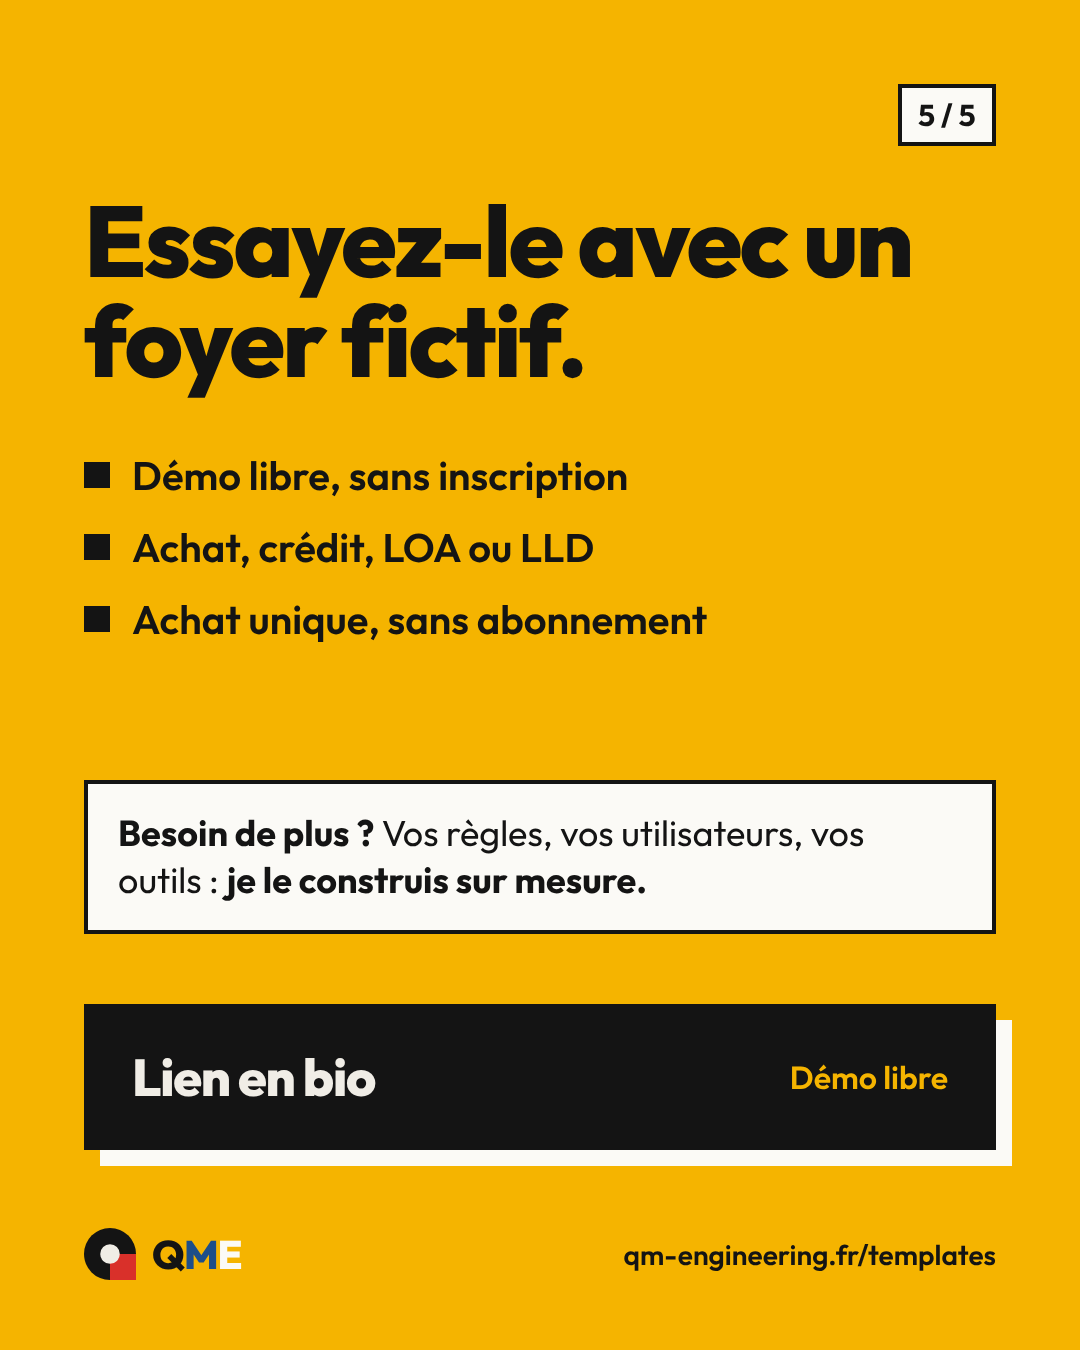 5 / 5
Essayez-le avec un
foyer fictif.
Démo libre, sans inscription
Achat, crédit, LOA ou LLD
Achat unique, sans abonnement
Besoin de plus ? Vos règles, vos utilisateurs, vos
outils : je le construis sur mesure.
Lien en bio
Démo libre
QME
qm-engineering.fr/templates